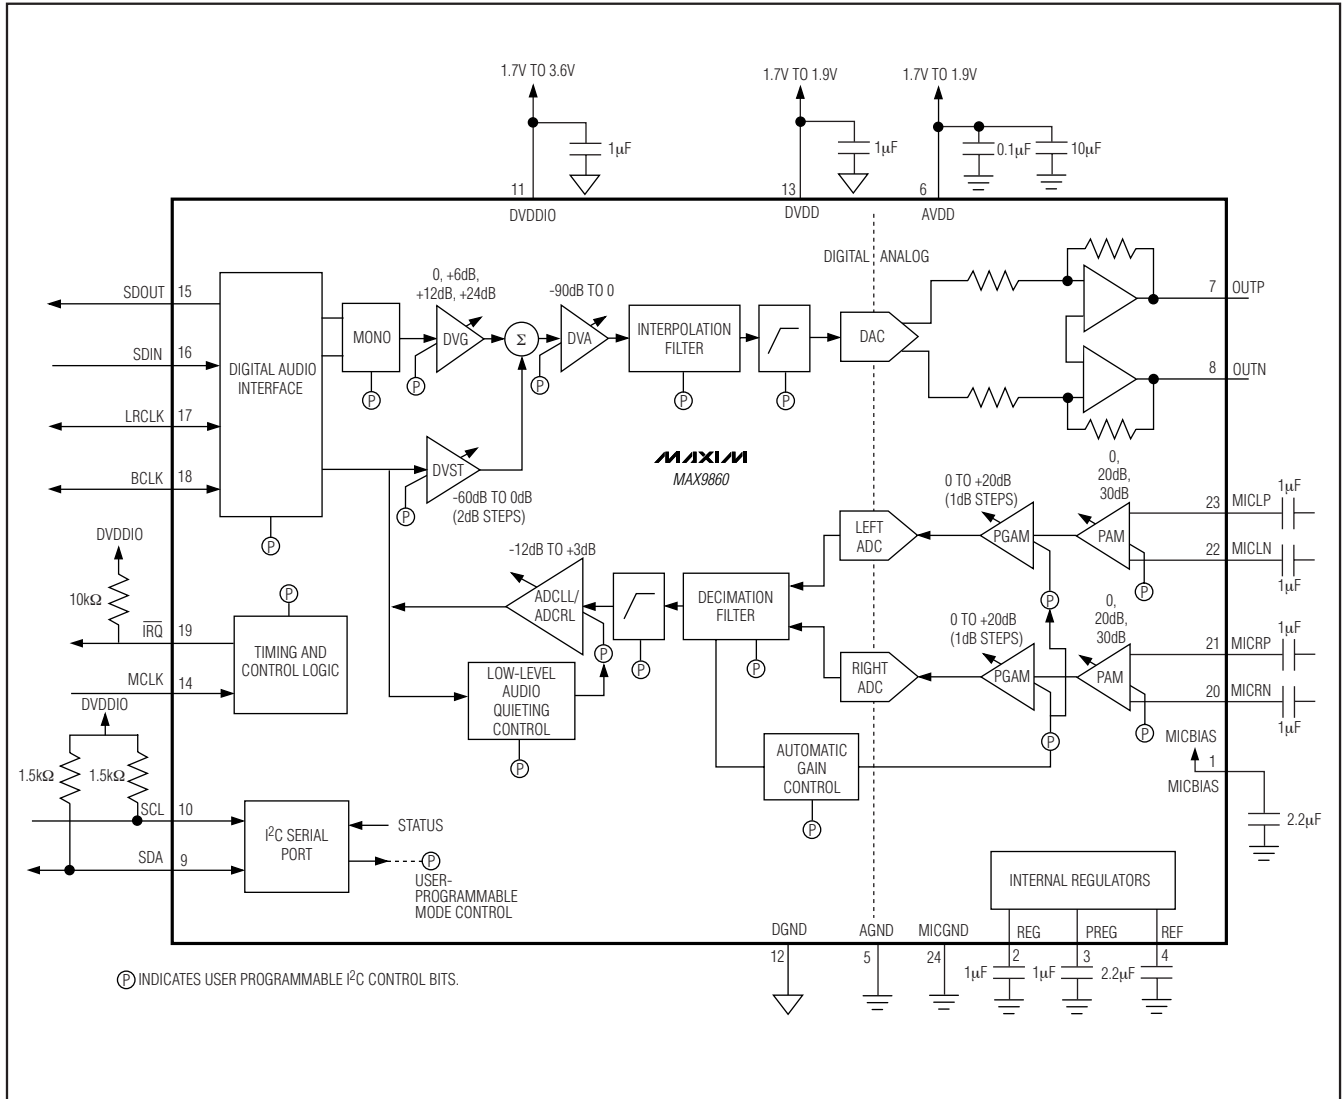 1.7V TO 3.6V
1.7V TO 1.9V
1.7V TO 1.9V
1µF
1µF
0.1µF
10µF
11
13
6
DVDDIO
DVDD
AVDD
DIGITAL
ANALOG
SDOUT
15
SDIN
16
LRCLK
17
BCLK
18
DIGITAL AUDIO
INTERFACE
P
MONO
P
0, +6dB,
+12dB, +24dB
DVG
P
Σ
-90dB TO 0
DVA
P
INTERPOLATION
FILTER
P
P
DAC
7
OUTP
8
OUTN
DVST
P
-60dB TO 0dB
(2dB STEPS)
MAXIM
MAX9860
0 TO +20dB
(1dB STEPS)
0,
20dB,
30dB
1µF
23
MICLP
22
MICLN
1µF
LEFT
ADC
PGAM
PAM
P
P
DVDDIO
10kΩ
IRQ
19
MCLK
14
P
TIMING AND
CONTROL LOGIC
-12dB TO +3dB
ADCLL/
ADCRL
P
P
DECIMATION
FILTER
P
LOW-LEVEL
AUDIO
QUIETING
CONTROL
P
0 TO +20dB
(1dB STEPS)
0,
20dB,
30dB
1µF
21
MICRP
20
MICRN
1µF
RIGHT
ADC
PGAM
PAM
P
P
AUTOMATIC
GAIN
CONTROL
P
MICBIAS
1
MICBIAS
2.2µF
DVDDIO
1.5kΩ
1.5kΩ
SCL
10
SDA
9
I²C SERIAL
PORT
STATUS
P
USER-
PROGRAMMABLE
MODE CONTROL
INTERNAL REGULATORS
DGND
AGND
MICGND
REG
PREG
REF
12
5
24
2
3
4
1µF
1µF
2.2µF
P INDICATES USER PROGRAMMABLE I²C CONTROL BITS.